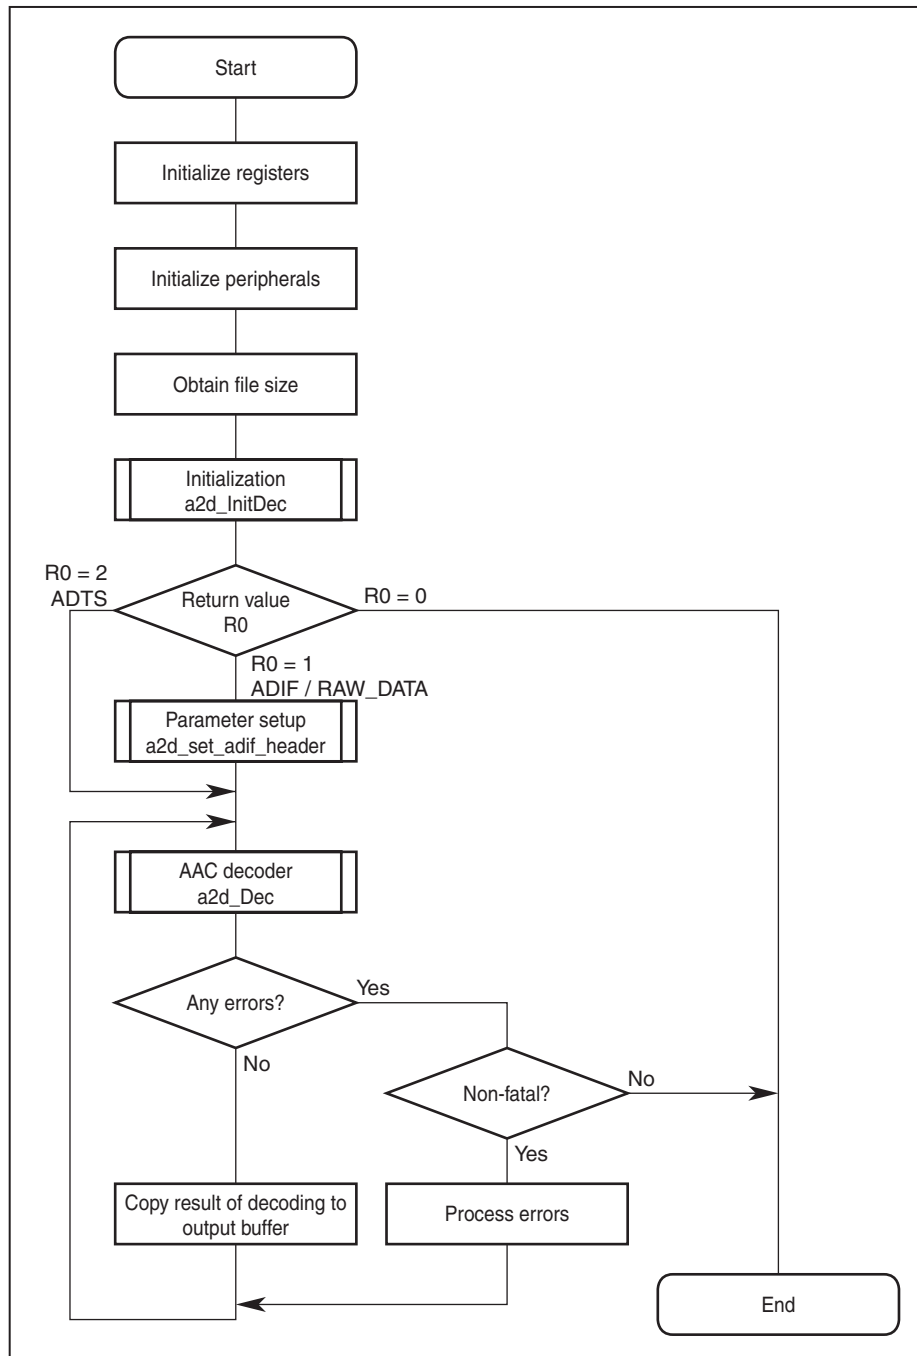 Start
Initialize registers
Initialize peripherals
Obtain file size
Initialization
a2d_InitDec
R0 = 2
ADTS
Return value
R0
R0 = 0
R0 = 1
ADIF / RAW_DATA
Parameter setup
a2d_set_adif_header
AAC decoder
a2d_Dec
Any errors?
Yes
No
Non-fatal?
No
Yes
Copy result of decoding to
output buffer
Process errors
End